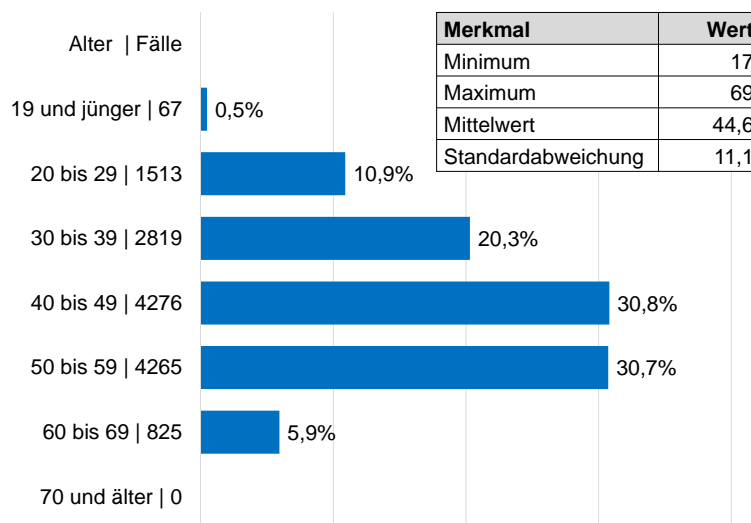 Alter | Fälle
19 und jünger | 67 0,5%
20 bis 29 | 1513 10,9%
30 bis 39 | 2819 20,3%
40 bis 49 | 4276 30,8%
50 bis 59 | 4265 30,7%
60 bis 69 | 825 5,9%
70 und älter | 0
Merkmal Wert
Minimum 17
Maximum 69
Mittelwert 44,6
Standardabweichung 11,1